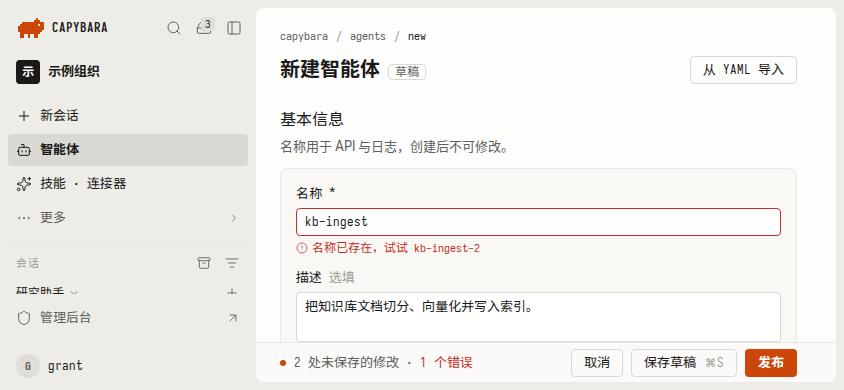 CAPYBARA
3
示 示例组织
新会话
智能体
技能 · 连接器
更多
会话
研究助手
管理后台
G grant
capybara / agents / new
新建智能体 草稿
从 YAML 导入
基本信息
名称用于 API 与日志，创建后不可修改。
名称 *
kb-ingest
名称已存在，试试 kb-ingest-2
描述 选填
把知识库文档切分、向量化并写入索引。
2 处未保存的修改 · 1 个错误
取消
保存草稿 ⌘S
发布